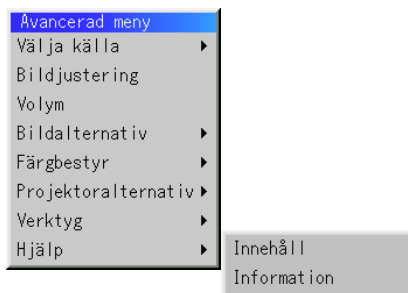 Avancerad meny
Välja källa
Bildjustering
Volym
Bildalternativ
Färgbestyr
Projektoralternativ
Verktyg
Hjälp
Innehåll
Information